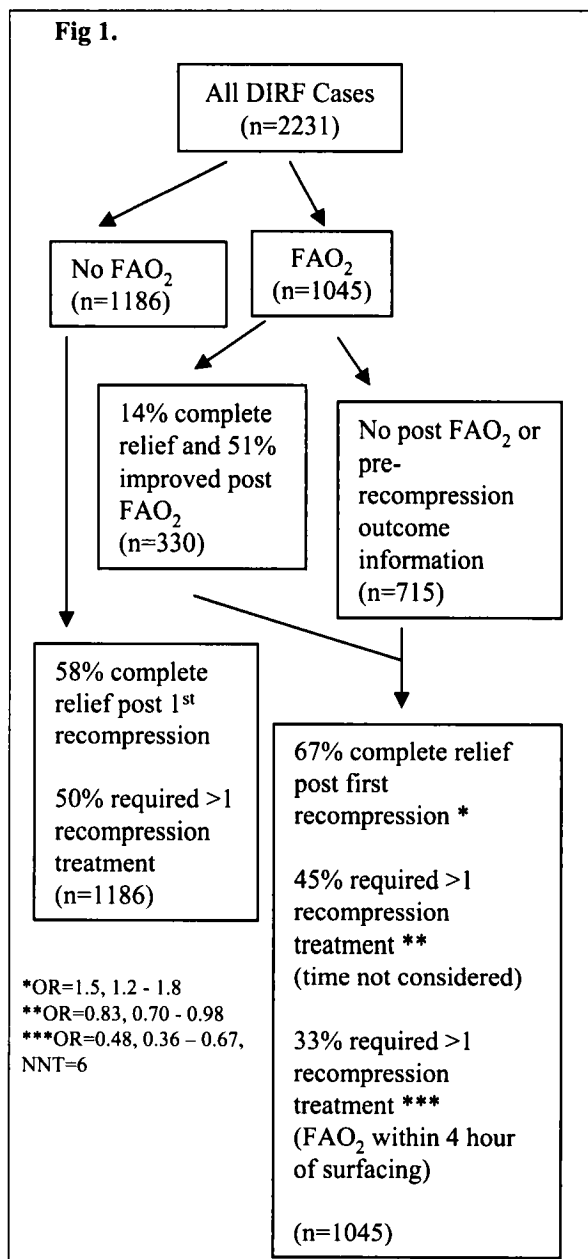 Fig 1.
All DIRF Cases
(n=2231)
No FAO₂
(n=1186)
FAO₂
(n=1045)
14% complete
relief and 51%
improved post
FAO₂
(n=330)
No post FAO₂ or
pre-
recompression
outcome
information
(n=715)
58% complete
relief post 1st
recompression
50% required >1
recompression
treatment
(n=1186)
67% complete relief
post first
recompression *
45% required >1
recompression
treatment **
(time not considered)
33% required >1
recompression
treatment ***
(FAO₂ within 4 hour
of surfacing)
(n=1045)
*OR=1.5, 1.2 - 1.8
**OR=0.83, 0.70 - 0.98
***OR=0.48, 0.36 – 0.67,
NNT=6